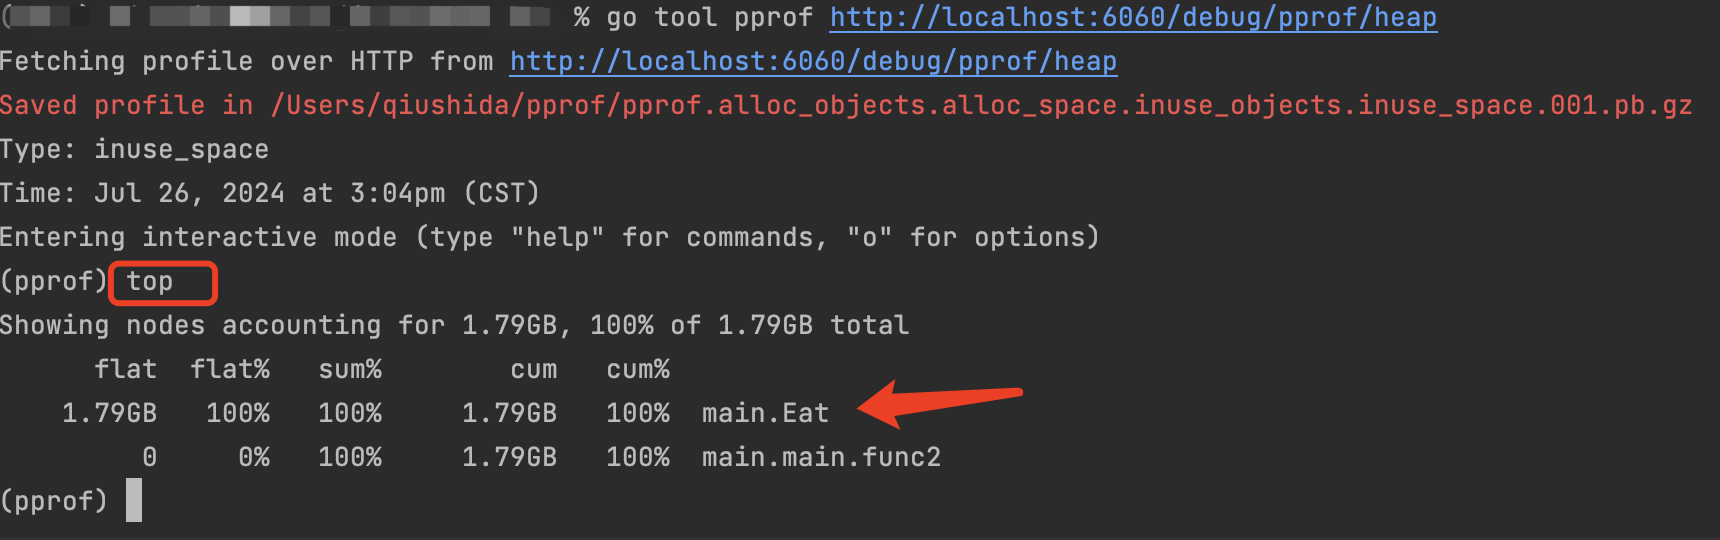 % go tool pprof http://localhost:6060/debug/pprof/heap
Fetching profile over HTTP from http://localhost:6060/debug/pprof/heap
Saved profile in /Users/qiushida/pprof/pprof.alloc_objects.alloc_space.inuse_objects.inuse_space.001.pb.gz
Type: inuse_space
Time: Jul 26, 2024 at 3:04pm (CST)
Entering interactive mode (type "help" for commands, "o" for options)
(pprof) top
Showing nodes accounting for 1.79GB, 100% of 1.79GB total
flat flat% sum% cum cum%
1.79GB 100% 100% 1.79GB 100% main.Eat
0 0% 100% 1.79GB 100% main.main.func2
(pprof)